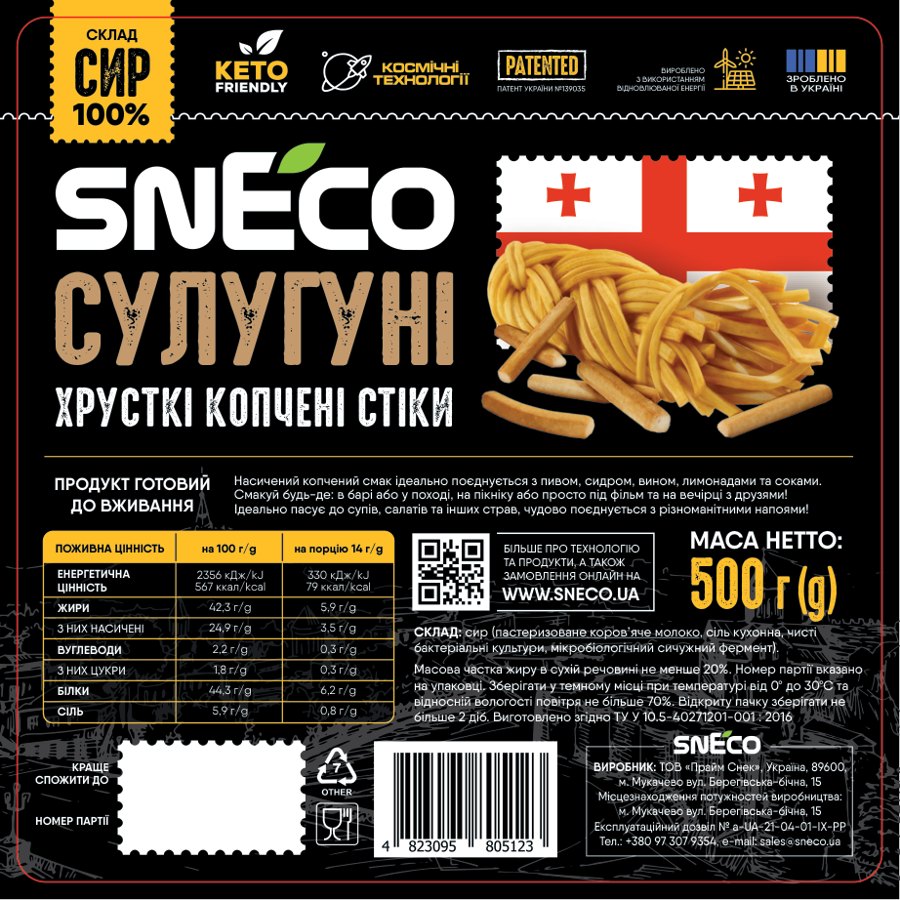 СКЛАД
СИР
100%
KETO
FRIENDLY
КОСМІЧНІ
ТЕХНОЛОГІЇ
PATENTED
ПАТЕНТ УКРАЇНИ №139035
ВИРОБЛЕНО
З ВИКОРИСТАННЯМ
ВІДНОВЛЮВАНОЇ ЕНЕРГІЇ
ЗРОБЛЕНО
В УКРАЇНІ
SNECO
СУЛУГУНІ
ХРУСТКІ КОПЧЕНІ СТІКИ
ПРОДУКТ ГОТОВИЙ
ДО ВЖИВАННЯ
Насичений копчений смак ідеально поєднується з пивом, сидром, вином, лимонадами та соками.
Смакуй будь-де: в барі або у поході, на пікніку або просто під фільм та на вечірці з друзями!
Ідеально пасує до супів, салатів та інших страв, чудово поєднується з різноманітними напоями!
ПОЖИВНА ЦІННІСТЬ на 100 г/g на порцію 14 г/g
ЕНЕРГЕТИЧНА 2356 кДж/kJ 330 кДж/kJ
ЦІННІСТЬ 567 ккал/kcal 79 ккал/kcal
ЖИРИ 42,3 г/g 5,9 г/g
З НИХ НАСИЧЕНІ 24,9 г/g 3,5 г/g
ВУГЛЕВОДИ 2.2 г/g 0,3 г/g
З НИХ ЦУКРИ 1.8 г/g 0,3 г/g
БІЛКИ 44.3 г/g 6,2 г/g
СІЛЬ 5,9 г/g 0,8 г/g
БІЛЬШЕ ПРО ТЕХНОЛОГІЮ
ТА ПРОДУКТИ, А ТАКОЖ
ЗАМОВЛЕННЯ ОНЛАЙН НА
WWW.SNECO.UA
МАСА НЕТТО:
500 г (g)
СКЛАД: сир (пастеризоване коров'яче молоко, сіль кухонна, чисті
бактеріальні культури, мікробіологічний сичужний фермент).
Масова частка жиру в сухій речовині не менше 20%. Номер партії вказано
на упаковці. Зберігати у темному місці при температурі від 0° до 30°C та
відносній вологості повітря не більше 70%. Відкриту пачку зберігати не
більше 2 діб. Виготовлено згідно ТУ У 10.5-40271201-001 : 2016
КРАЩЕ
СПОЖИТИ ДО
НОМЕР ПАРТІЇ
7
OTHER
4 823095 805123
SNECO
ВИРОБНИК: ТОВ «Прайм Снек», Україна, 89600,
м. Мукачево вул. Берегівська-бічна, 15
Місцезнаходження потужностей виробництва:
м. Мукачево вул. Берегівська-бічна, 15
Експлуатаційний дозвіл № a-UA-21-04-01-IX-PP
Тел.: +380 97 307 9354, e-mail: sales@sneco.ua